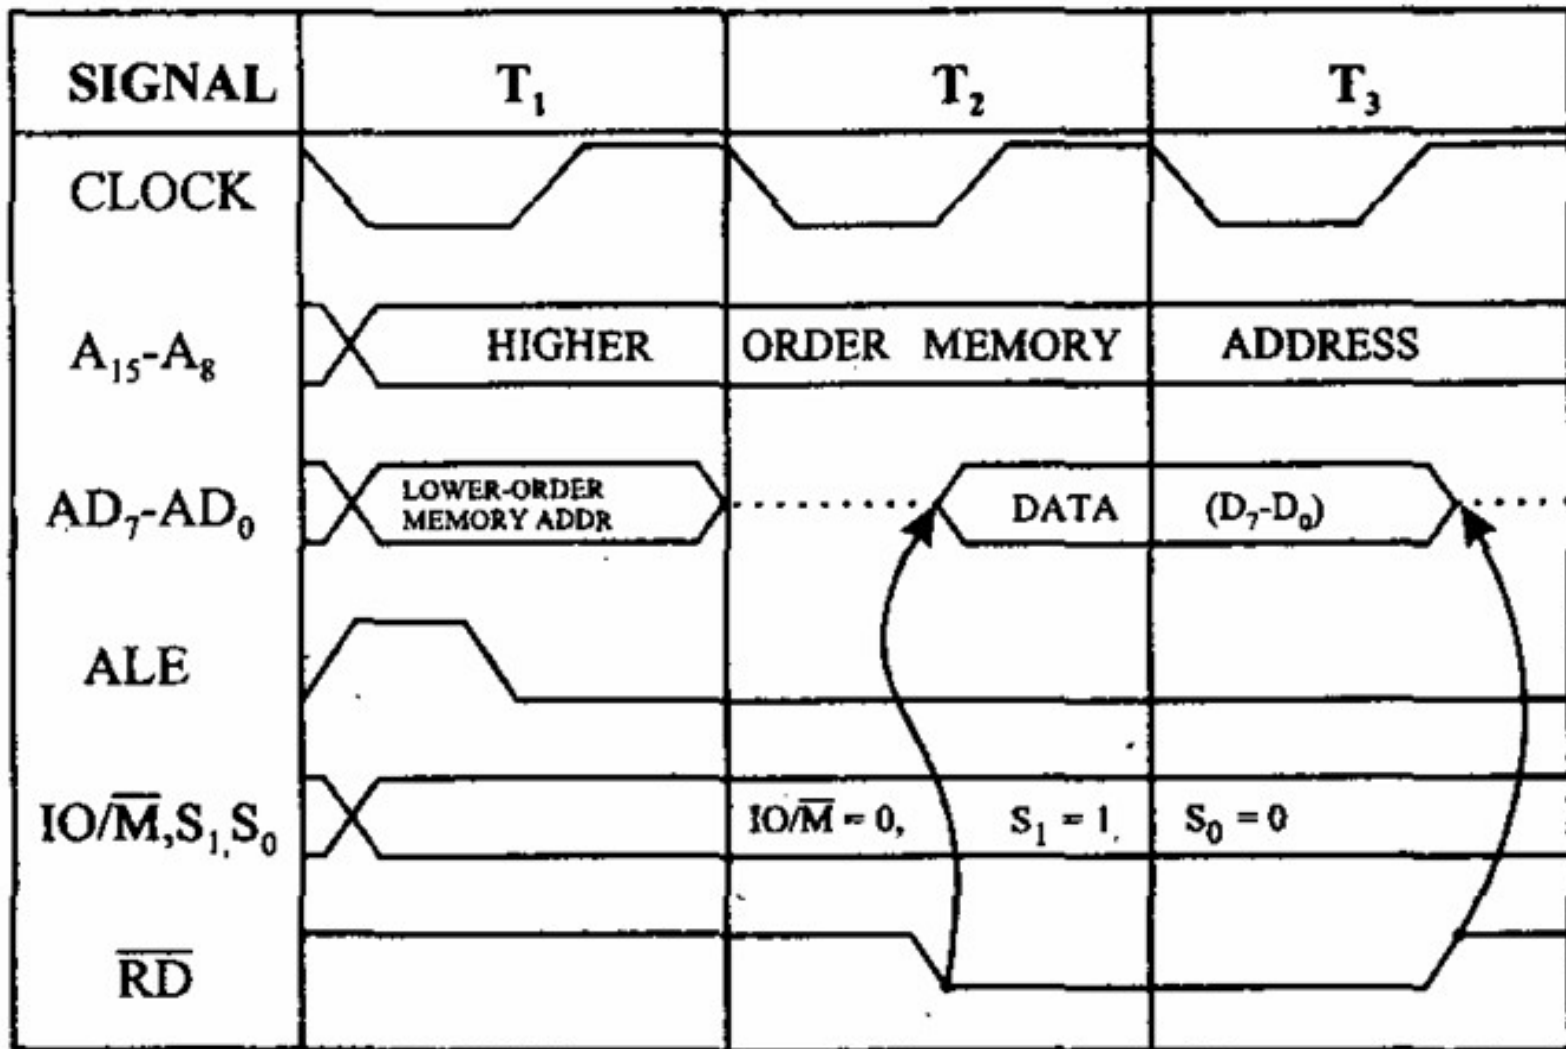 SIGNAL T₁ T₂ T₃
CLOCK
A₁₅-A₈ HIGHER ORDER MEMORY ADDRESS
AD₇-AD₀ LOWER-ORDER MEMORY ADDR DATA (D₇-D₀)
ALE
IO/M̅,S₁,S₀ IO/M̅ = 0, S₁ = 1 S₀ = 0
R̅D̅